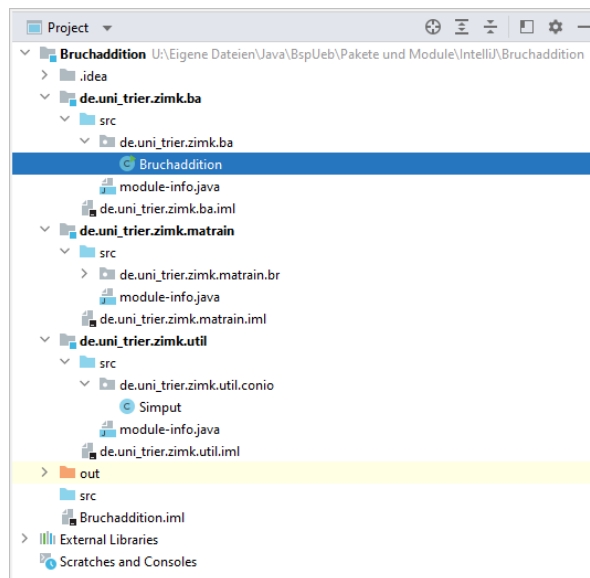 Project
Bruchaddition U:\Eigene Dateien\Java\BspUeb\Pakete und Module\IntelliJ\Bruchaddition
.idea
de.uni_trier.zimk.ba
src
de.uni_trier.zimk.ba
Bruchaddition
module-info.java
de.uni_trier.zimk.ba.iml
de.uni_trier.zimk.matrain
src
de.uni_trier.zimk.matrain.br
module-info.java
de.uni_trier.zimk.matrain.iml
de.uni_trier.zimk.util
src
de.uni_trier.zimk.util.conio
Simput
module-info.java
de.uni_trier.zimk.util.iml
out
src
Bruchaddition.iml
External Libraries
Scratches and Consoles